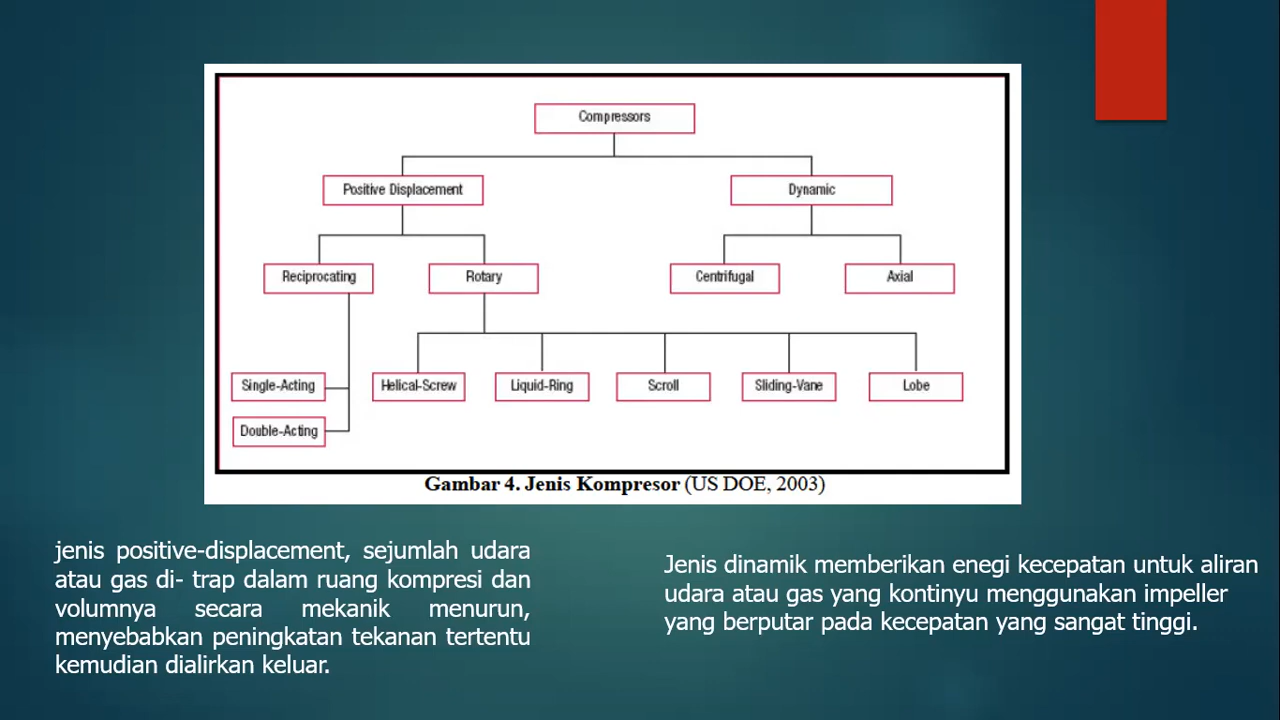 Compressors
Positive Displacement
Dynamic
Reciprocating
Rotary
Centrifugal
Axial
Single-Acting
Helical-Screw
Liquid-Ring
Scroll
Sliding-Vane
Lobe
Double-Acting
Gambar 4. Jenis Kompresor (US DOE, 2003)
jenis positive-displacement, sejumlah udara
atau gas di- trap dalam ruang kompresi dan
volumnya secara mekanik menurun,
menyebabkan peningkatan tekanan tertentu
kemudian dialirkan keluar.
Jenis dinamik memberikan enegi kecepatan untuk aliran
udara atau gas yang kontinyu menggunakan impeller
yang berputar pada kecepatan yang sangat tinggi.